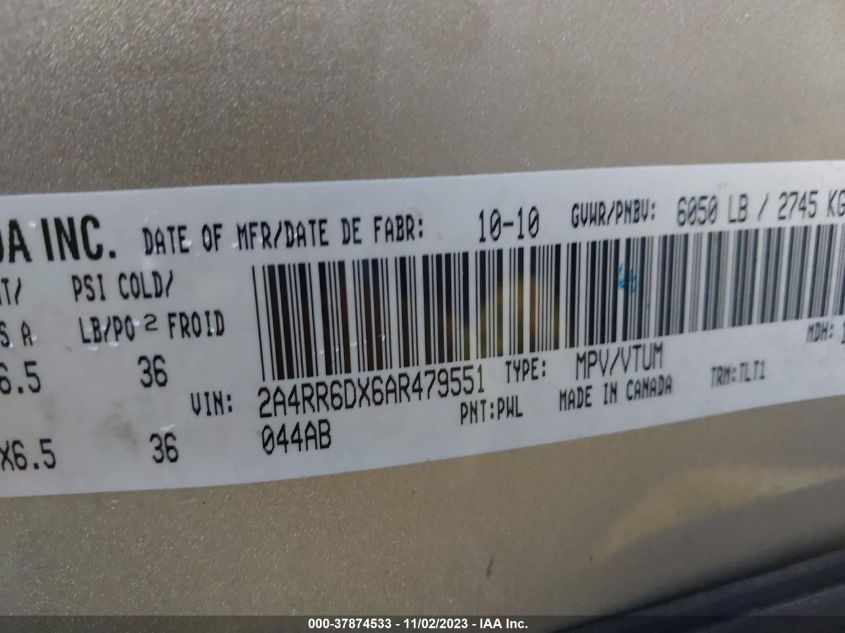 DA INC. DATE OF MFR/DATE DE FABR: 10-10 GVWR/PNBV: 6050 LB / 2745 KG
PSI COLD/
S A LB/PO 2 FROID
6.5 36
VIN: 2A4RR6DX6AR479551 TYPE: MPV/VTUM MDH: 1
X6.5 36 044AB PNT:PWL MADE IN CANADA TRM:TLT1
000-37874533 - 11/02/2023 - IAA Inc.